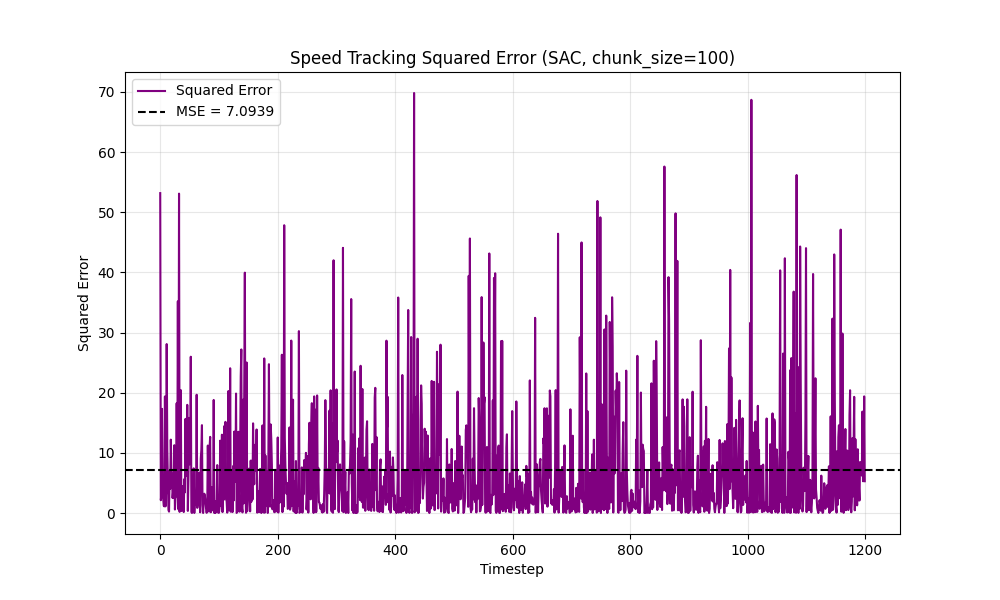 Speed Tracking Squared Error (SAC, chunk_size=100)
Squared Error
MSE = 7.0939
70
60
50
40
30
20
10
0
Squared Error
0 200 400 600 800 1000 1200
Timestep